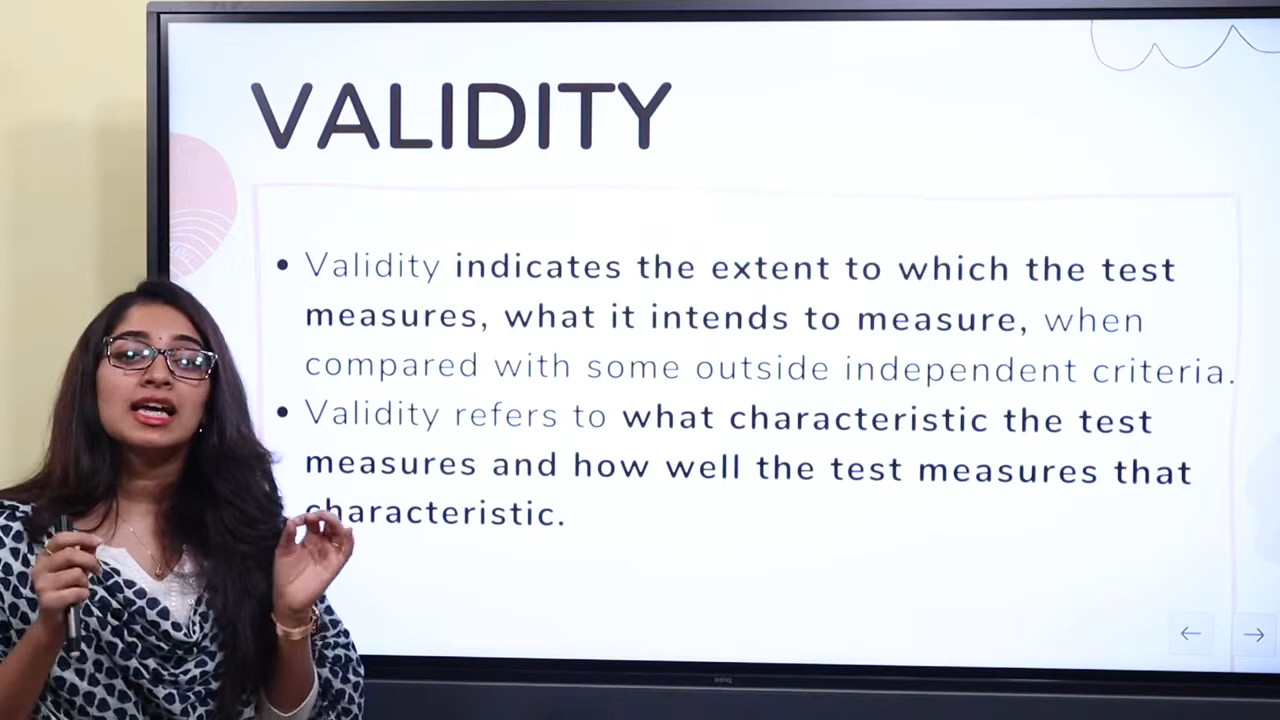 VALIDITY
• Validity indicates the extent to which the test
measures, what it intends to measure, when
compared with some outside independent criteria.
• Validity refers to what characteristic the test
measures and how well the test measures that
characteristic.
BenQ